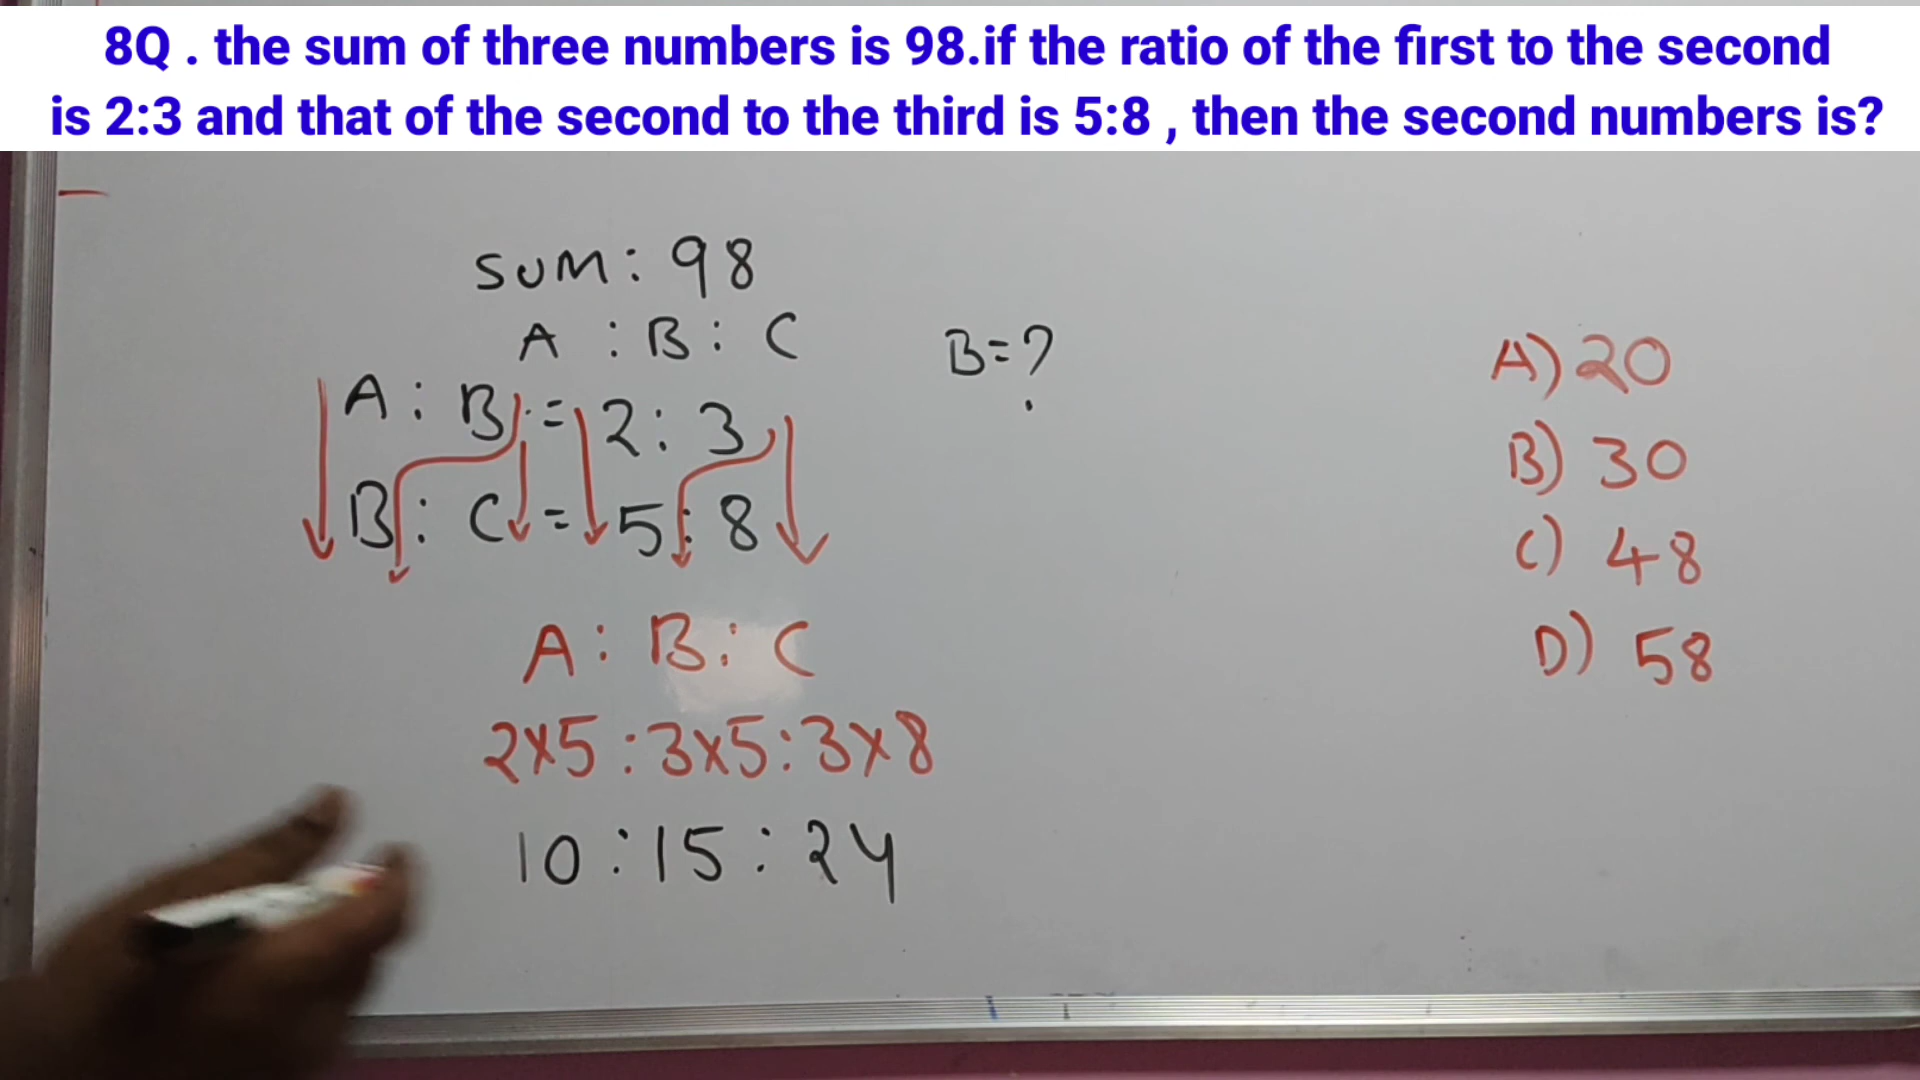 8Q . the sum of three numbers is 98.if the ratio of the first to the second
is 2:3 and that of the second to the third is 5:8 , then the second numbers is?
SUM: 98
A : B : C
B=?
A : B = 2 : 3
B : C = 5 : 8
A : B : C
2x5 : 3x5 : 3x8
10 : 15 : 24
A) 20
B) 30
C) 48
D) 58